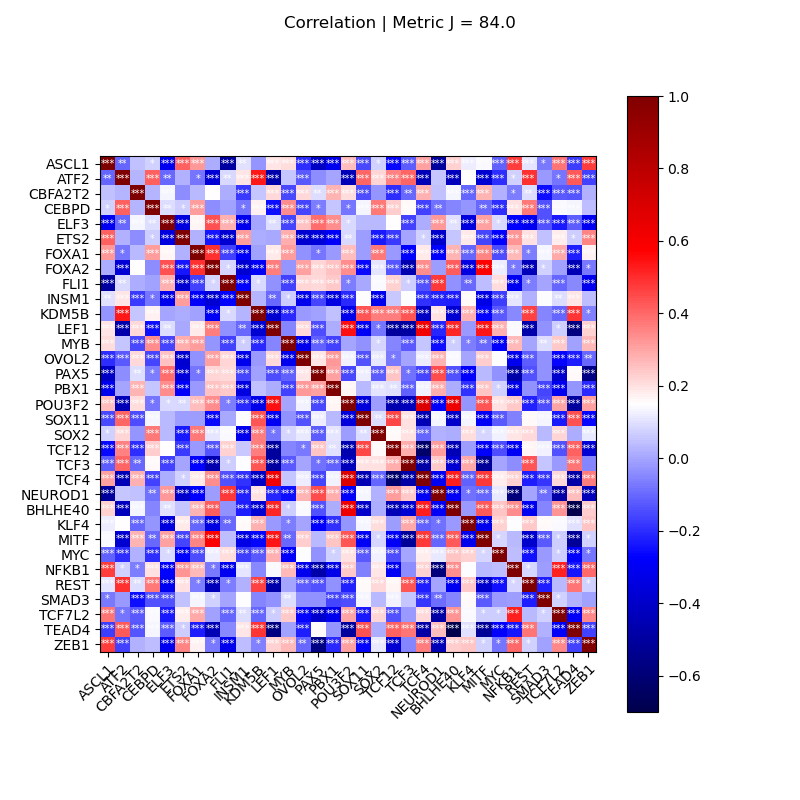 Correlation | Metric J = 84.0
ASCL1
ATF2
CBFA2T2
CEBPD
ELF3
ETS2
FOXA1
FOXA2
FLI1
INSM1
KDM5B
LEF1
MYB
OVOL2
PAX5
PBX1
POU3F2
SOX11
SOX2
TCF12
TCF3
TCF4
NEUROD1
BHLHE40
KLF4
MITF
MYC
NFKB1
REST
SMAD3
TCF7L2
TEAD4
ZEB1
ASCL1
ATF2
CBFA2T2
CEBPD
ELF3
ETS2
FOXA1
FOXA2
FLI1
INSM1
KDM5B
LEF1
MYB
OVOL2
PAX5
PBX1
POU3F2
SOX11
SOX2
TCF12
TCF3
TCF4
NEUROD1
BHLHE40
KLF4
MITF
MYC
NFKB1
REST
SMAD3
TCF7L2
TEAD4
ZEB1
1.0
0.8
0.6
0.4
0.2
0.0
−0.2
−0.4
−0.6